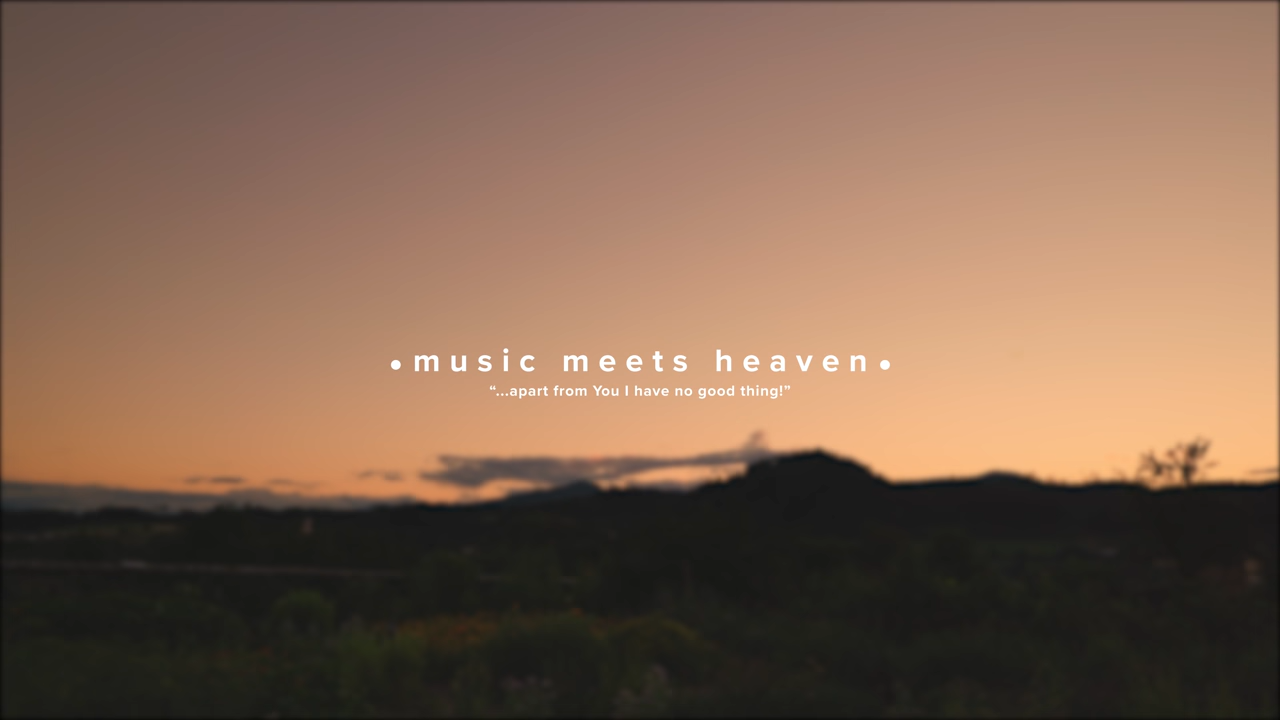 •music meets heaven•
“...apart from You I have no good thing!”